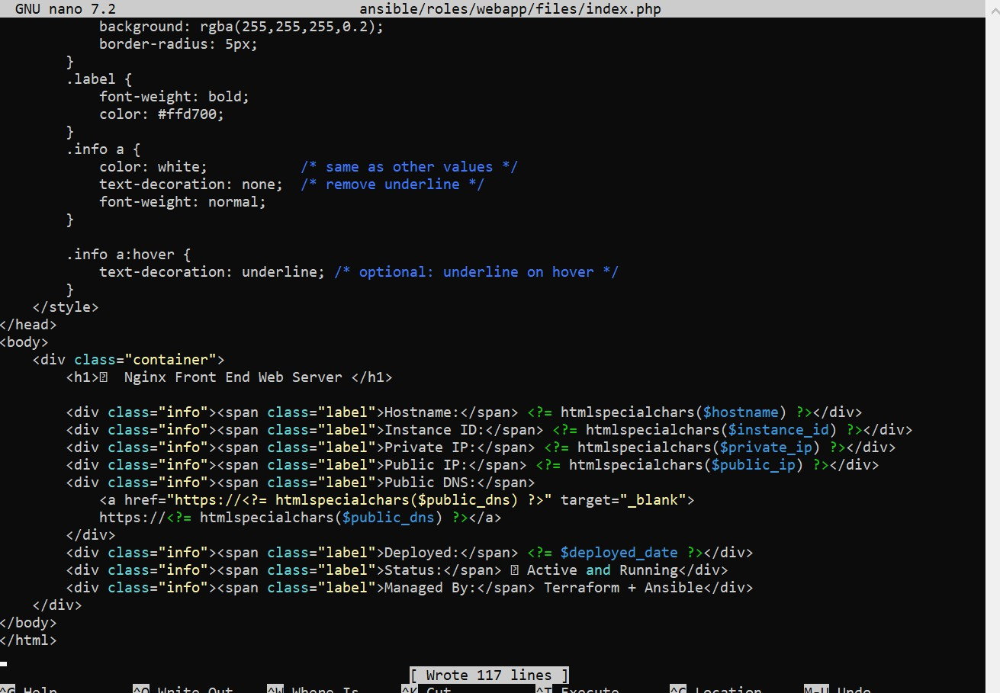 GNU nano 7.2 ansible/roles/webapp/files/index.php
background: rgba(255,255,255,0.2);
border-radius: 5px;
}
.label {
font-weight: bold;
color: #ffd700;
}
.info a {
color: white; /* same as other values */
text-decoration: none; /* remove underline */
font-weight: normal;
}
.info a:hover {
text-decoration: underline; /* optional: underline on hover */
}
</style>
</head>
<body>
<div class="container">
<h1> Nginx Front End Web Server </h1>
<div class="info"><span class="label">Hostname:</span> <?= htmlspecialchars($hostname) ?></div>
<div class="info"><span class="label">Instance ID:</span> <?= htmlspecialchars($instance_id) ?></div>
<div class="info"><span class="label">Private IP:</span> <?= htmlspecialchars($private_ip) ?></div>
<div class="info"><span class="label">Public IP:</span> <?= htmlspecialchars($public_ip) ?></div>
<div class="info"><span class="label">Public DNS:</span>
<a href="https://<?= htmlspecialchars($public_dns) ?>" target="_blank">
https://<?= htmlspecialchars($public_dns) ?></a>
</div>
<div class="info"><span class="label">Deployed:</span> <?= $deployed_date ?></div>
<div class="info"><span class="label">Status:</span> Active and Running</div>
<div class="info"><span class="label">Managed By:</span> Terraform + Ansible</div>
</div>
</body>
</html>
[ Wrote 117 lines ]
^G Help ^O Write Out ^W Where Is ^K Cut ^T Execute ^C Location M-U Undo